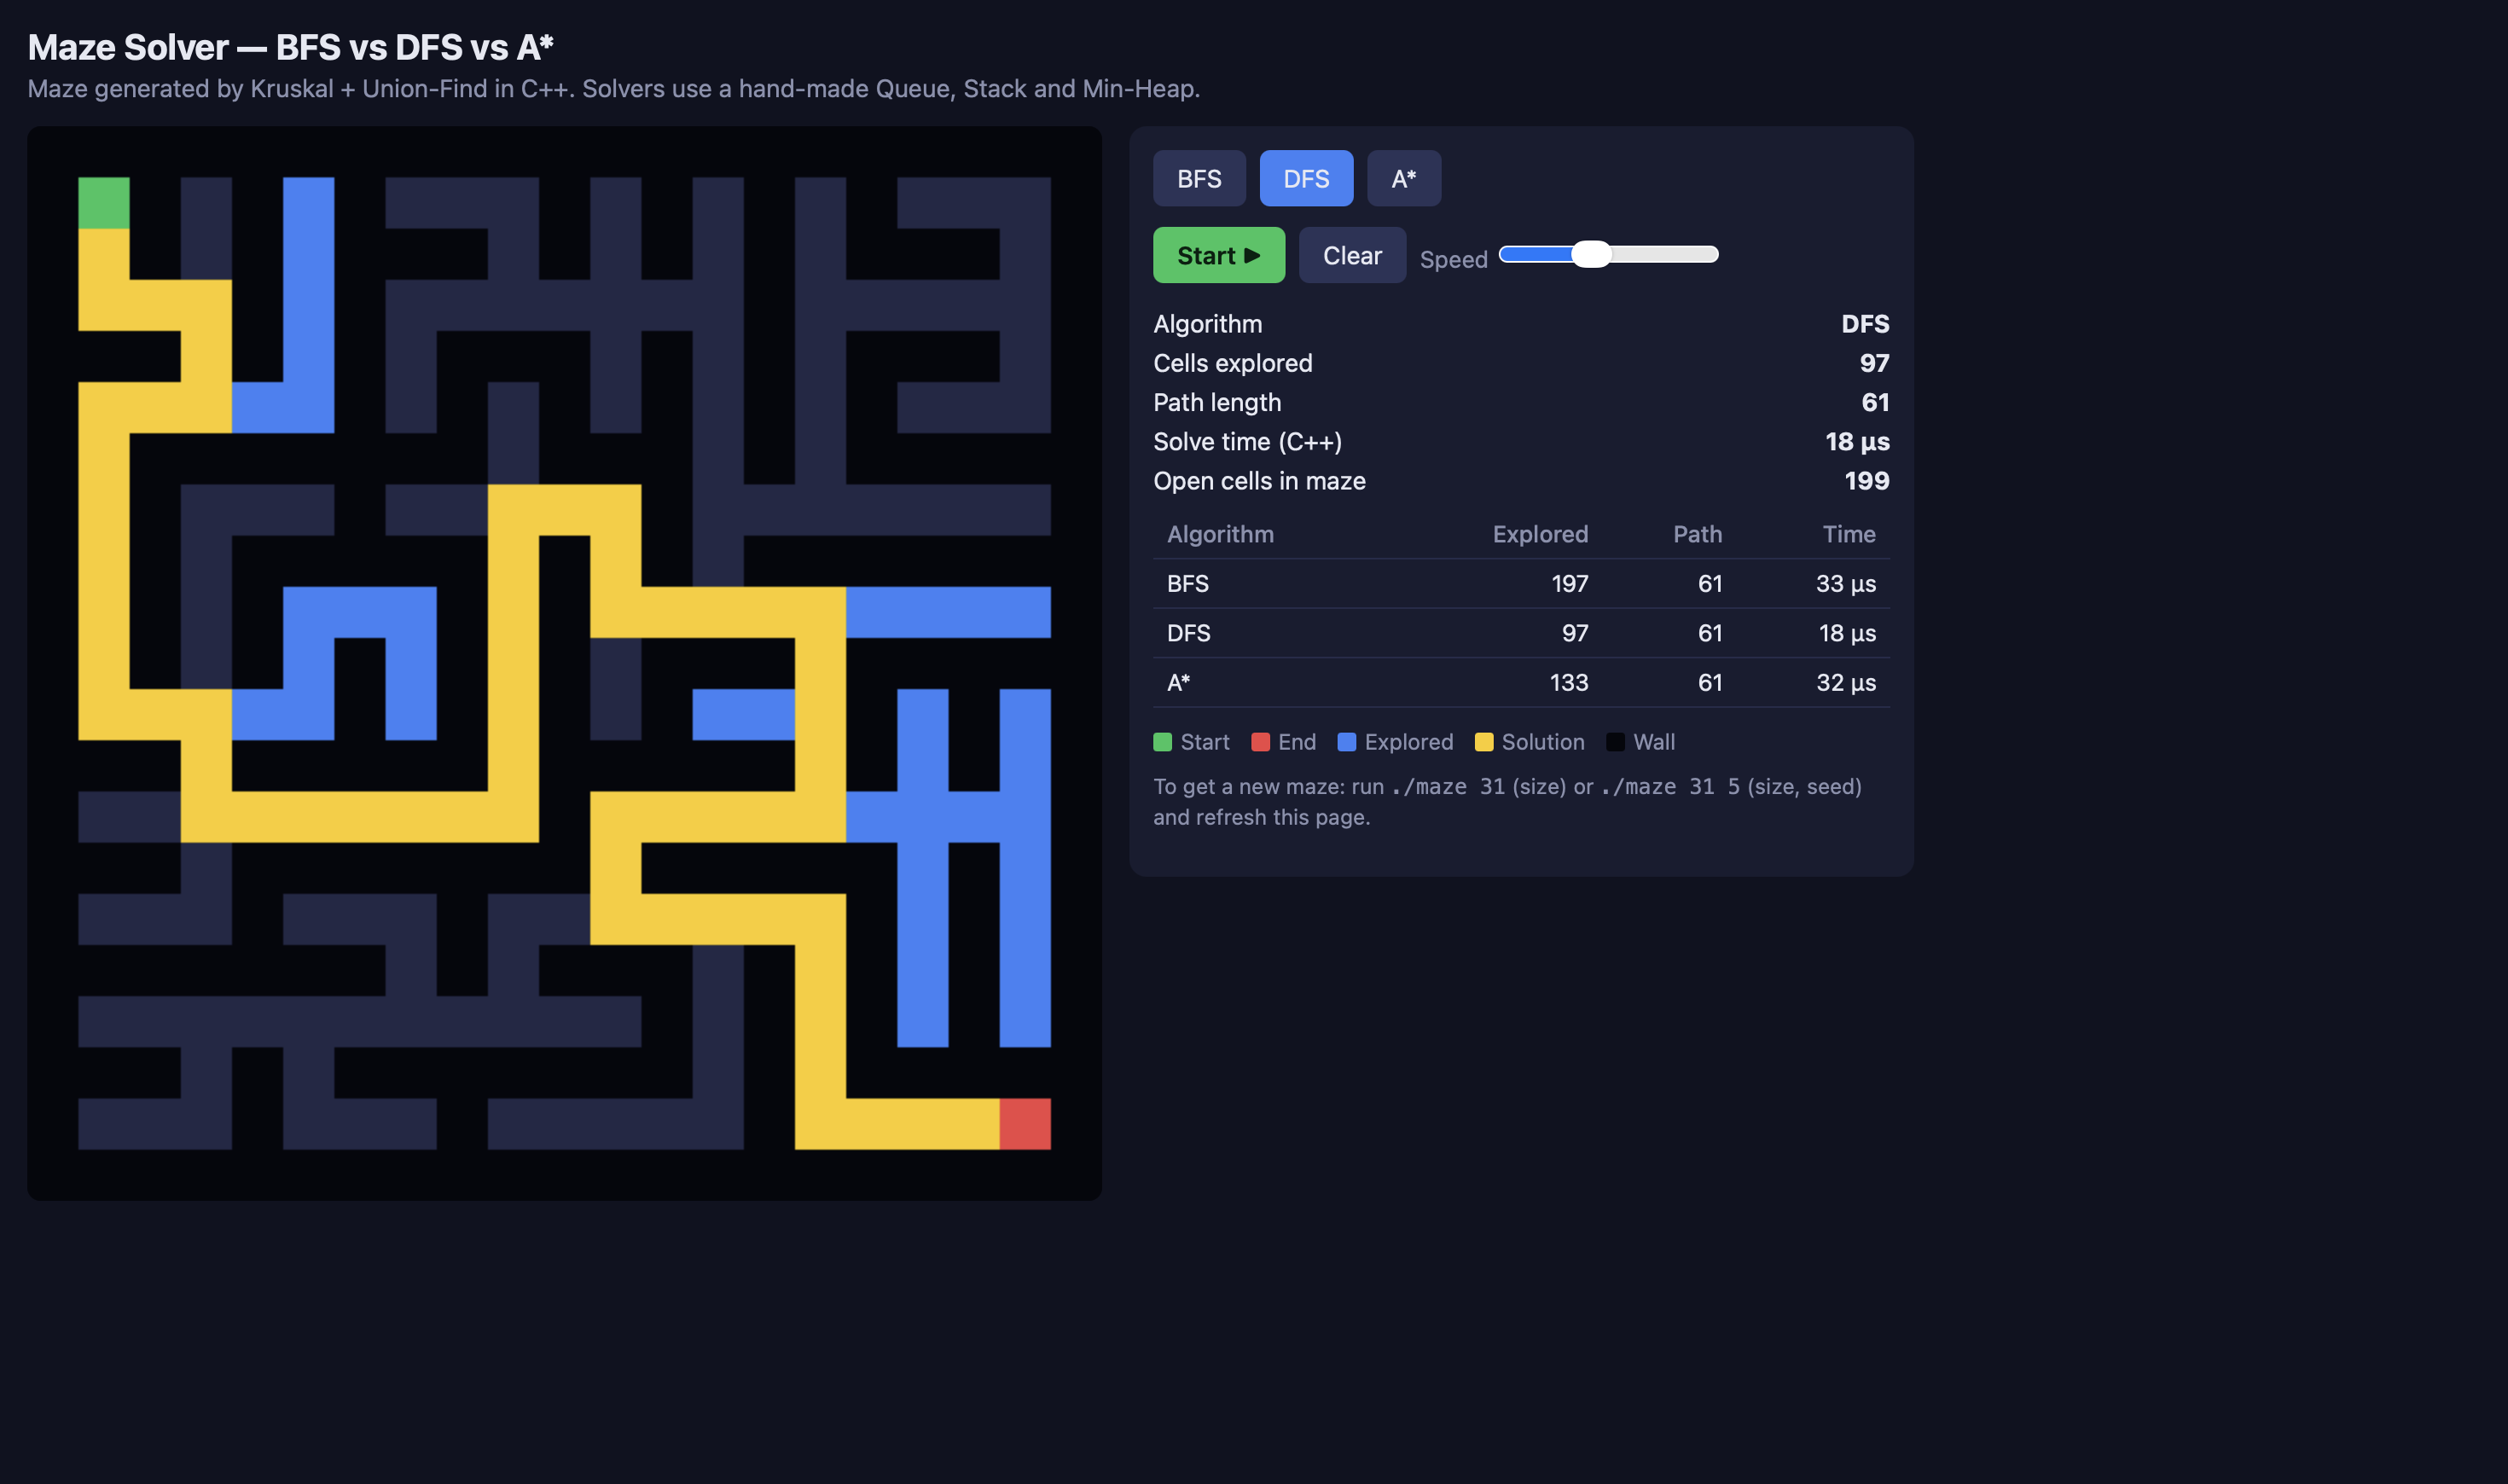 Maze Solver — BFS vs DFS vs A*
Maze generated by Kruskal + Union-Find in C++. Solvers use a hand-made Queue, Stack and Min-Heap.
BFS DFS A*
Start ▶ Clear Speed
Algorithm DFS
Cells explored 97
Path length 61
Solve time (C++) 18 µs
Open cells in maze 199
Algorithm Explored Path Time
BFS 197 61 33 µs
DFS 97 61 18 µs
A* 133 61 32 µs
Start End Explored Solution Wall
To get a new maze: run ./maze 31 (size) or ./maze 31 5 (size, seed)
and refresh this page.